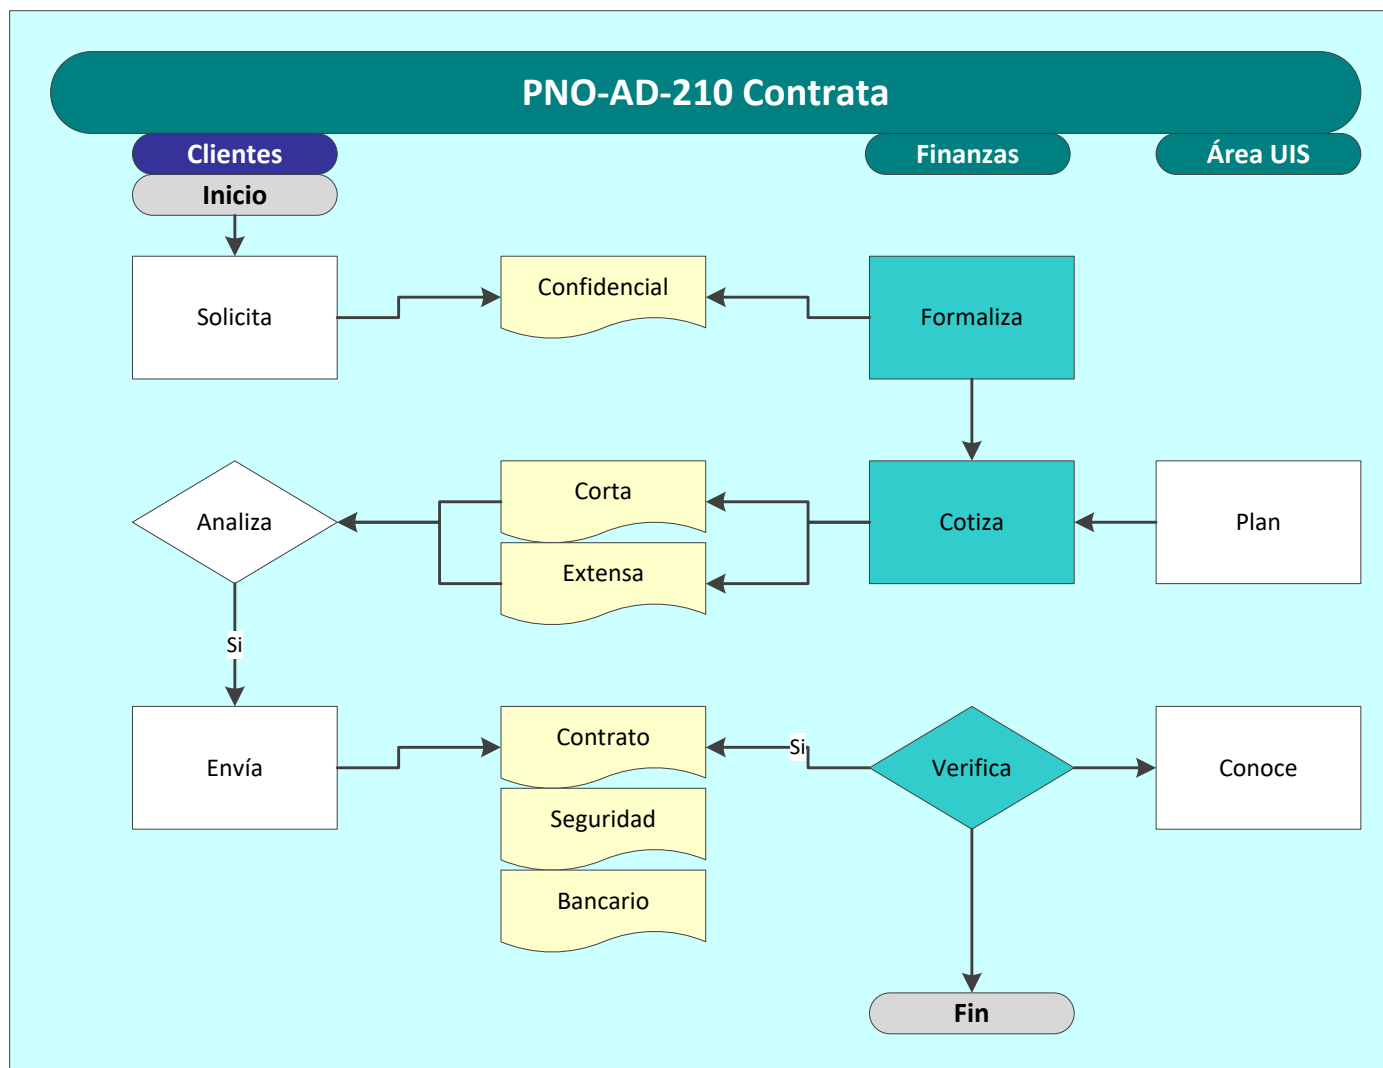 PNO-AD-210 Contrata
Clientes
Finanzas
Área UIS
Inicio
Solicita
Confidencial
Formaliza
Analiza
Corta
Extensa
Cotiza
Plan
Si
Envía
Contrato
Seguridad
Bancario
Si
Verifica
Conoce
Fin